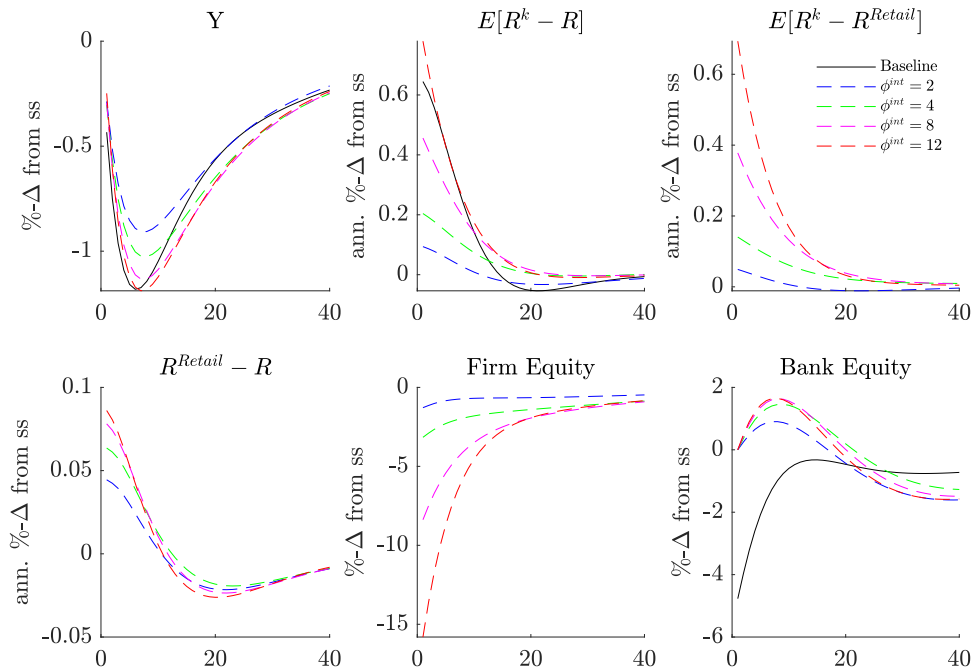 Y
%-Δ from ss
0
-0.5
-1
0 20 40
E[R^k − R]
ann. %-Δ from ss
0.6
0.4
0.2
0
0 20 40
E[R^k − R^Retail]
ann. %-Δ from ss
0.6
0.4
0.2
0
0 20 40
Baseline
ϕ^int = 2
ϕ^int = 4
ϕ^int = 8
ϕ^int = 12
R^Retail − R
ann. %-Δ from ss
0.1
0.05
0
-0.05
0 20 40
Firm Equity
%-Δ from ss
0
-5
-10
-15
0 20 40
Bank Equity
%-Δ from ss
2
0
-2
-4
-6
0 20 40